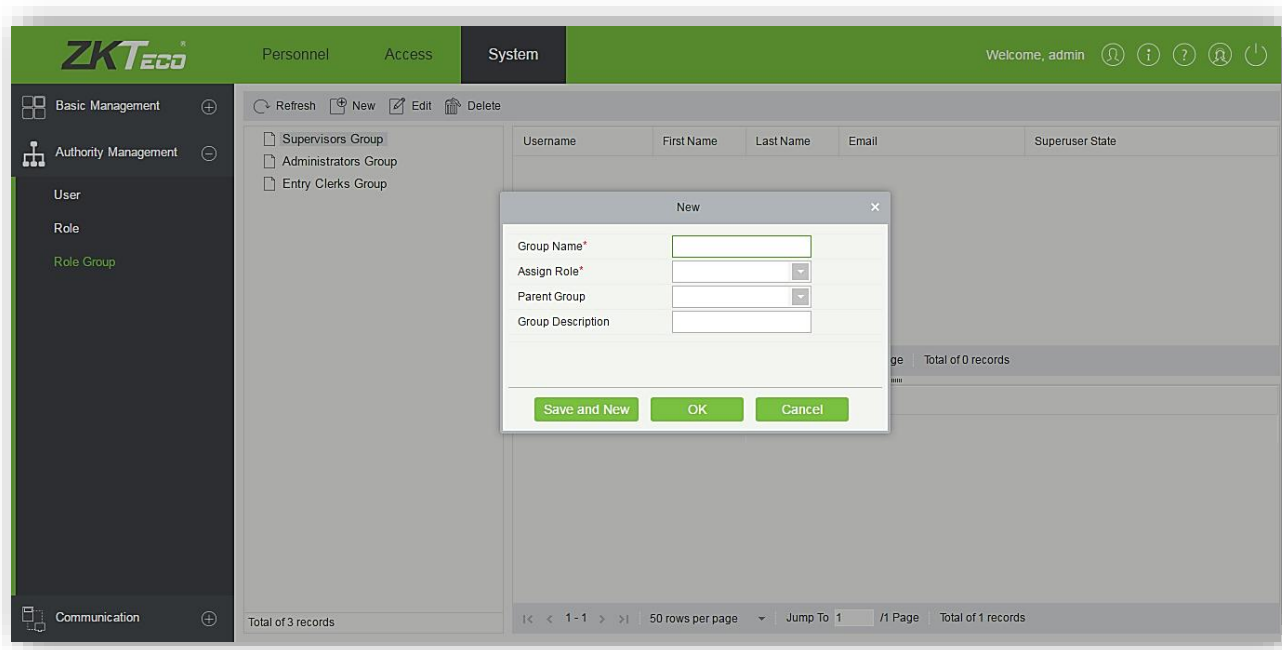 ZKTeco
Personnel Access System
Welcome, admin
Basic Management
Authority Management
User
Role
Role Group
Communication
Refresh New Edit Delete
Supervisors Group
Administrators Group
Entry Clerks Group
Total of 3 records
Username First Name Last Name Email Superuser State
New
Group Name*
Assign Role*
Parent Group
Group Description
Save and New OK Cancel
ge Total of 0 records
1 - 1 50 rows per page Jump To 1 /1 Page Total of 1 records